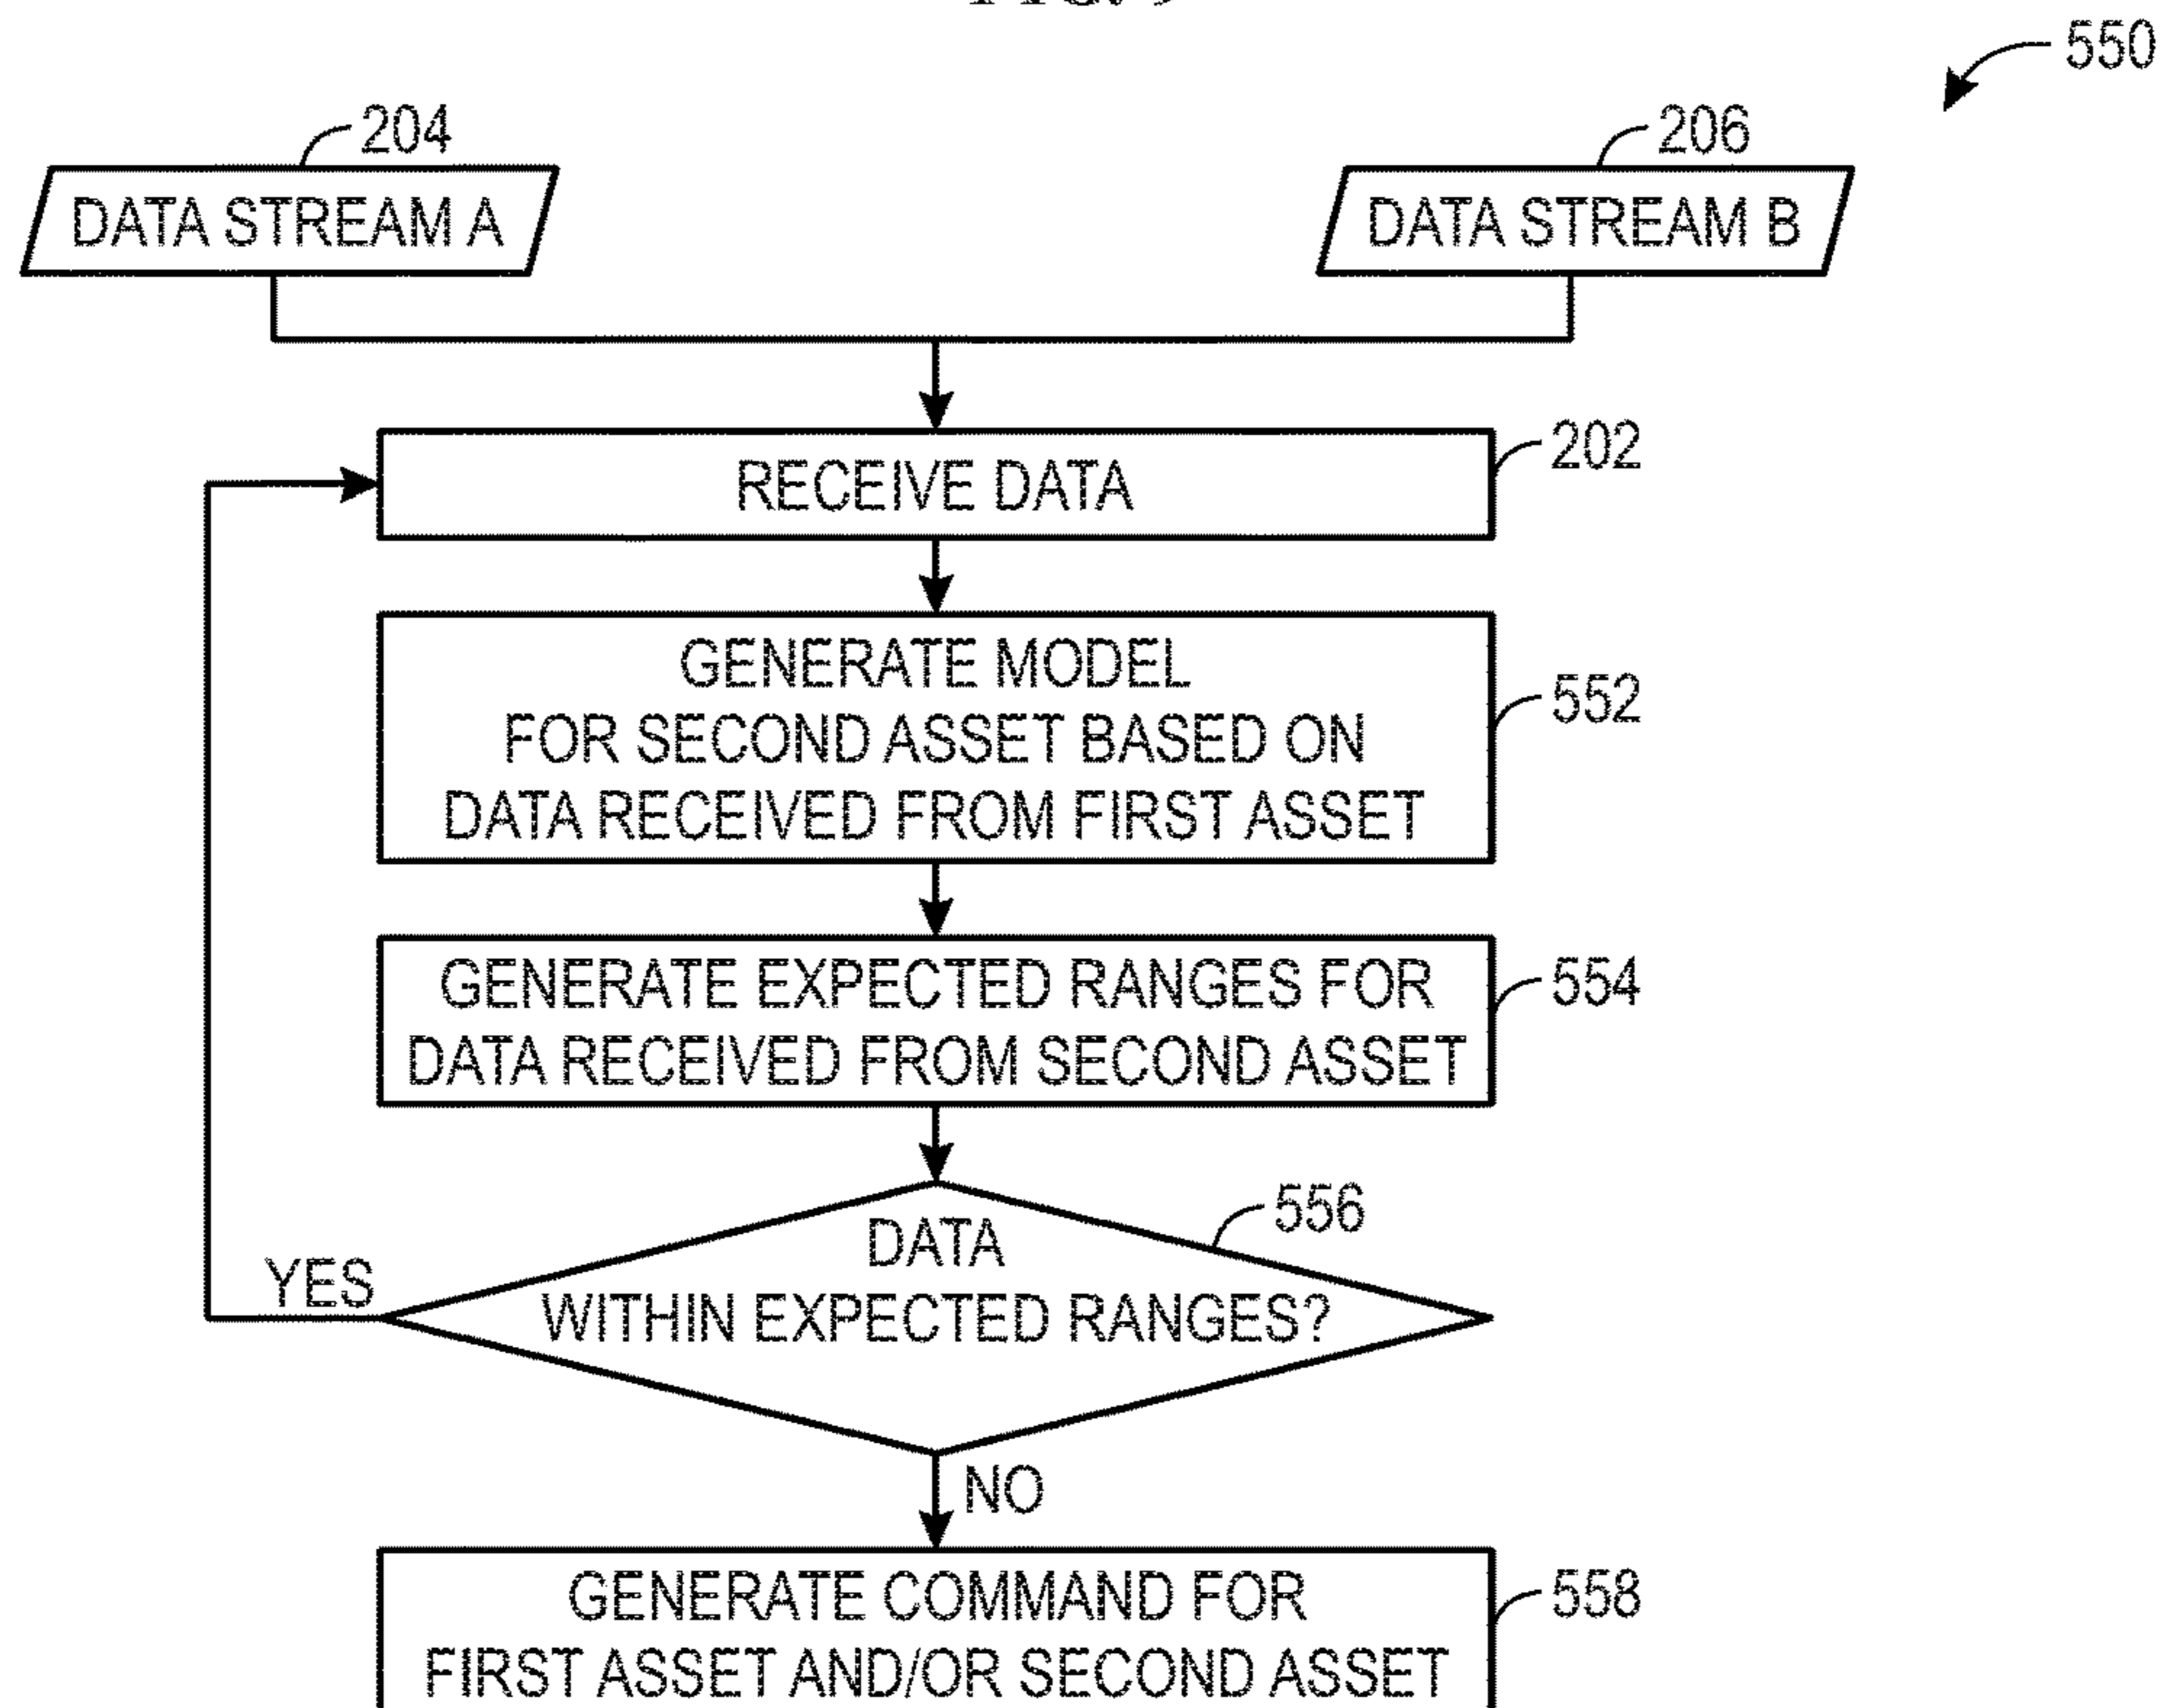 550
204
206
DATA STREAM A
DATA STREAM B
202
RECEIVE DATA
GENERATE MODEL
FOR SECOND ASSET BASED ON
DATA RECEIVED FROM FIRST ASSET
552
GENERATE EXPECTED RANGES FOR
DATA RECEIVED FROM SECOND ASSET
554
556
DATA
WITHIN EXPECTED RANGES?
YES
NO
GENERATE COMMAND FOR
FIRST ASSET AND/OR SECOND ASSET
558